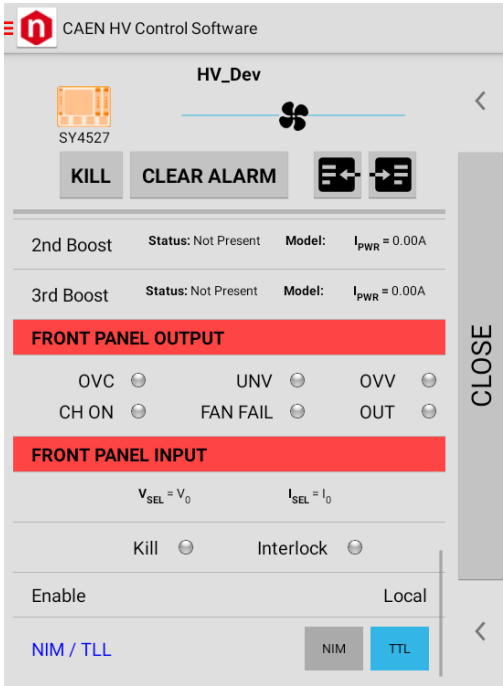 n CAEN HV Control Software
HV_Dev
SY4527
KILL CLEAR ALARM
2nd Boost Status: Not Present Model: IPWR = 0.00A
3rd Boost Status: Not Present Model: IPWR = 0.00A
FRONT PANEL OUTPUT
OVC UNV OVV
CH ON FAN FAIL OUT
FRONT PANEL INPUT
VSEL = V0 ISEL = I0
Kill Interlock
Enable Local
NIM / TLL NIM TTL
CLOSE